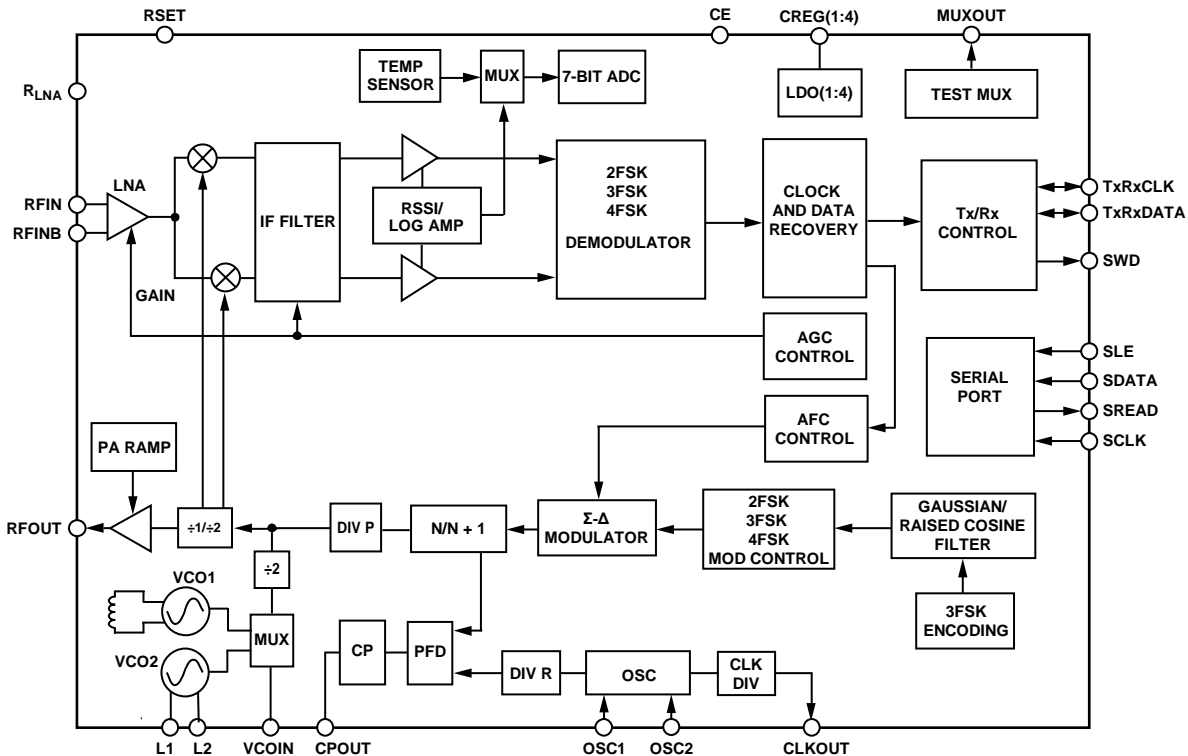 RSET
CE
CREG(1:4)
MUXOUT
RLNA
TEMP
SENSOR
MUX
7-BIT ADC
LDO(1:4)
TEST MUX
LNA
RFIN
RFINB
GAIN
IF FILTER
RSSI/
LOG AMP
2FSK
3FSK
4FSK
DEMODULATOR
CLOCK
AND DATA
RECOVERY
Tx/Rx
CONTROL
TxRxCLK
TxRxDATA
SWD
AGC
CONTROL
SERIAL
PORT
SLE
SDATA
SREAD
SCLK
AFC
CONTROL
PA RAMP
RFOUT
÷1/÷2
DIV P
N/N + 1
Σ-Δ
MODULATOR
2FSK
3FSK
4FSK
MOD CONTROL
GAUSSIAN/
RAISED COSINE
FILTER
÷2
VCO1
MUX
VCO2
CP
PFD
DIV R
OSC
CLK
DIV
3FSK
ENCODING
L1
L2
VCOIN
CPOUT
OSC1
OSC2
CLKOUT